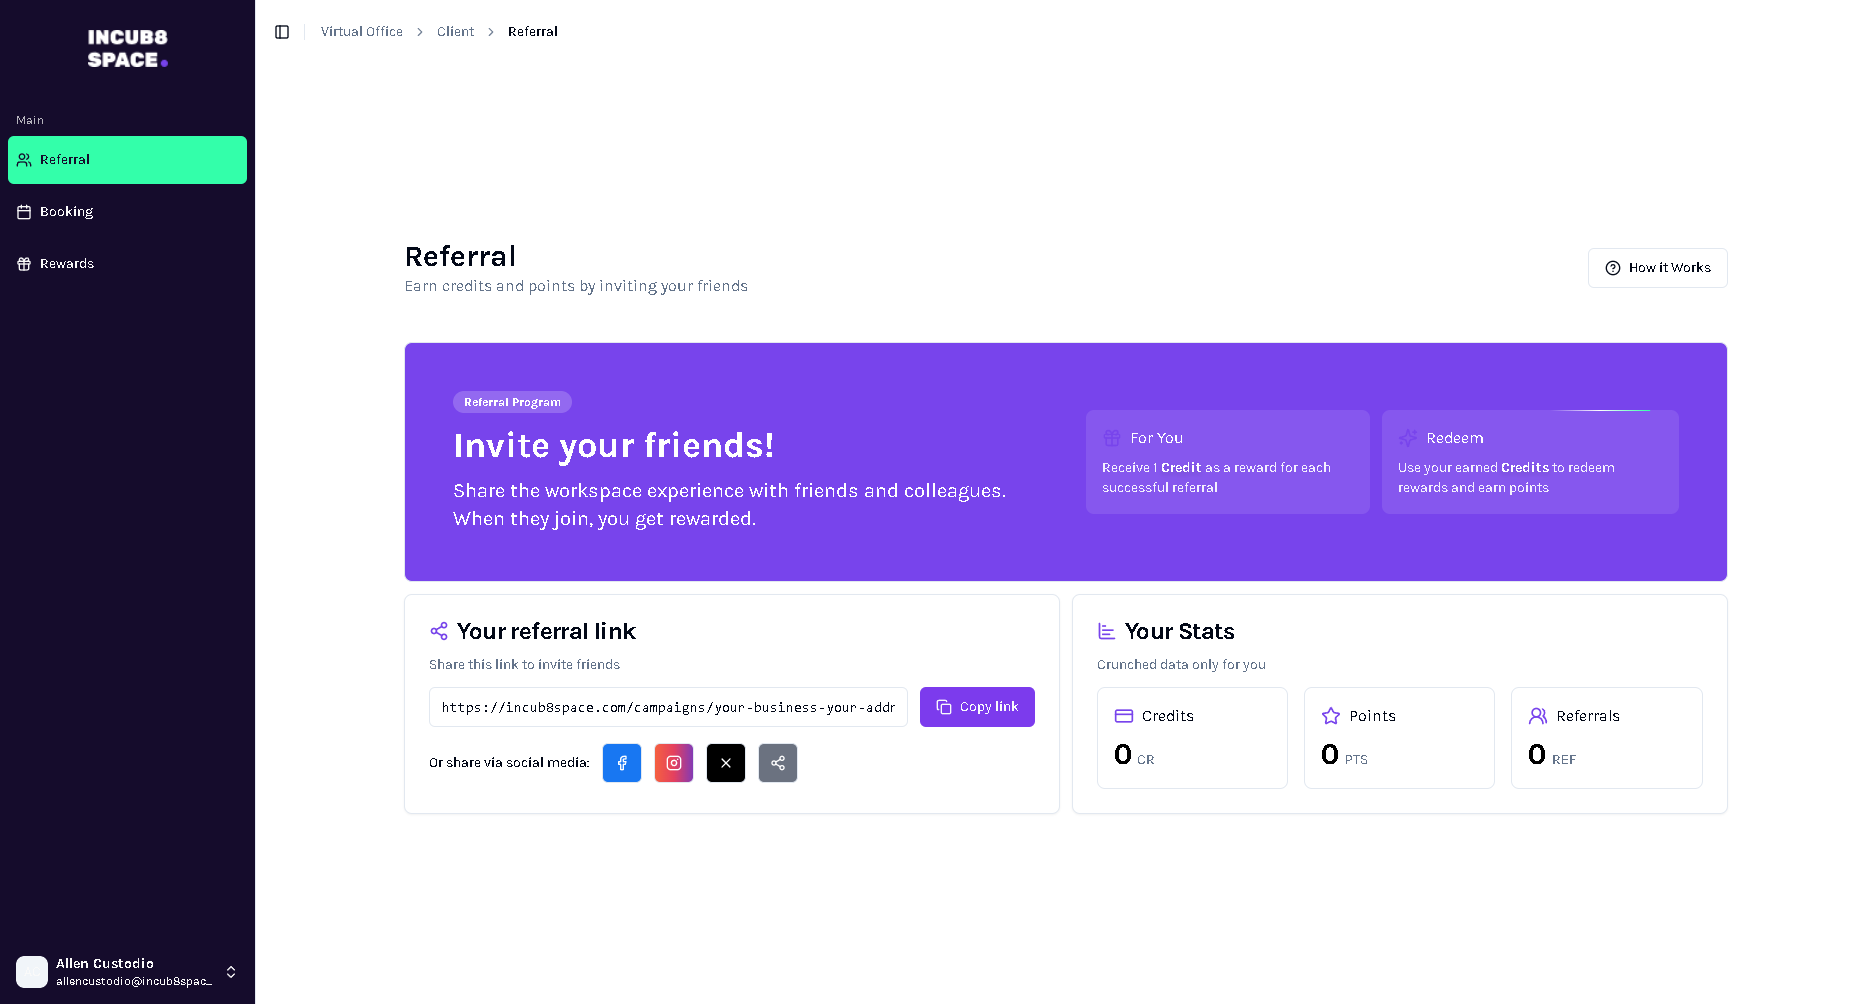 INCUB8
SPACE.
Main
Referral
Booking
Rewards
Allen Custodio
allencustodio@incub8spac...
Virtual Office > Client > Referral
Referral
Earn credits and points by inviting your friends
How it Works
Referral Program
Invite your friends!
Share the workspace experience with friends and colleagues.
When they join, you get rewarded.
For You
Receive 1 Credit as a reward for each
successful referral
Redeem
Use your earned Credits to redeem
rewards and earn points
Your referral link
Share this link to invite friends
https://incub8space.com/campaigns/your-business-your-addr
Copy link
Or share via social media:
Your Stats
Crunched data only for you
Credits
0 CR
Points
0 PTS
Referrals
0 REF